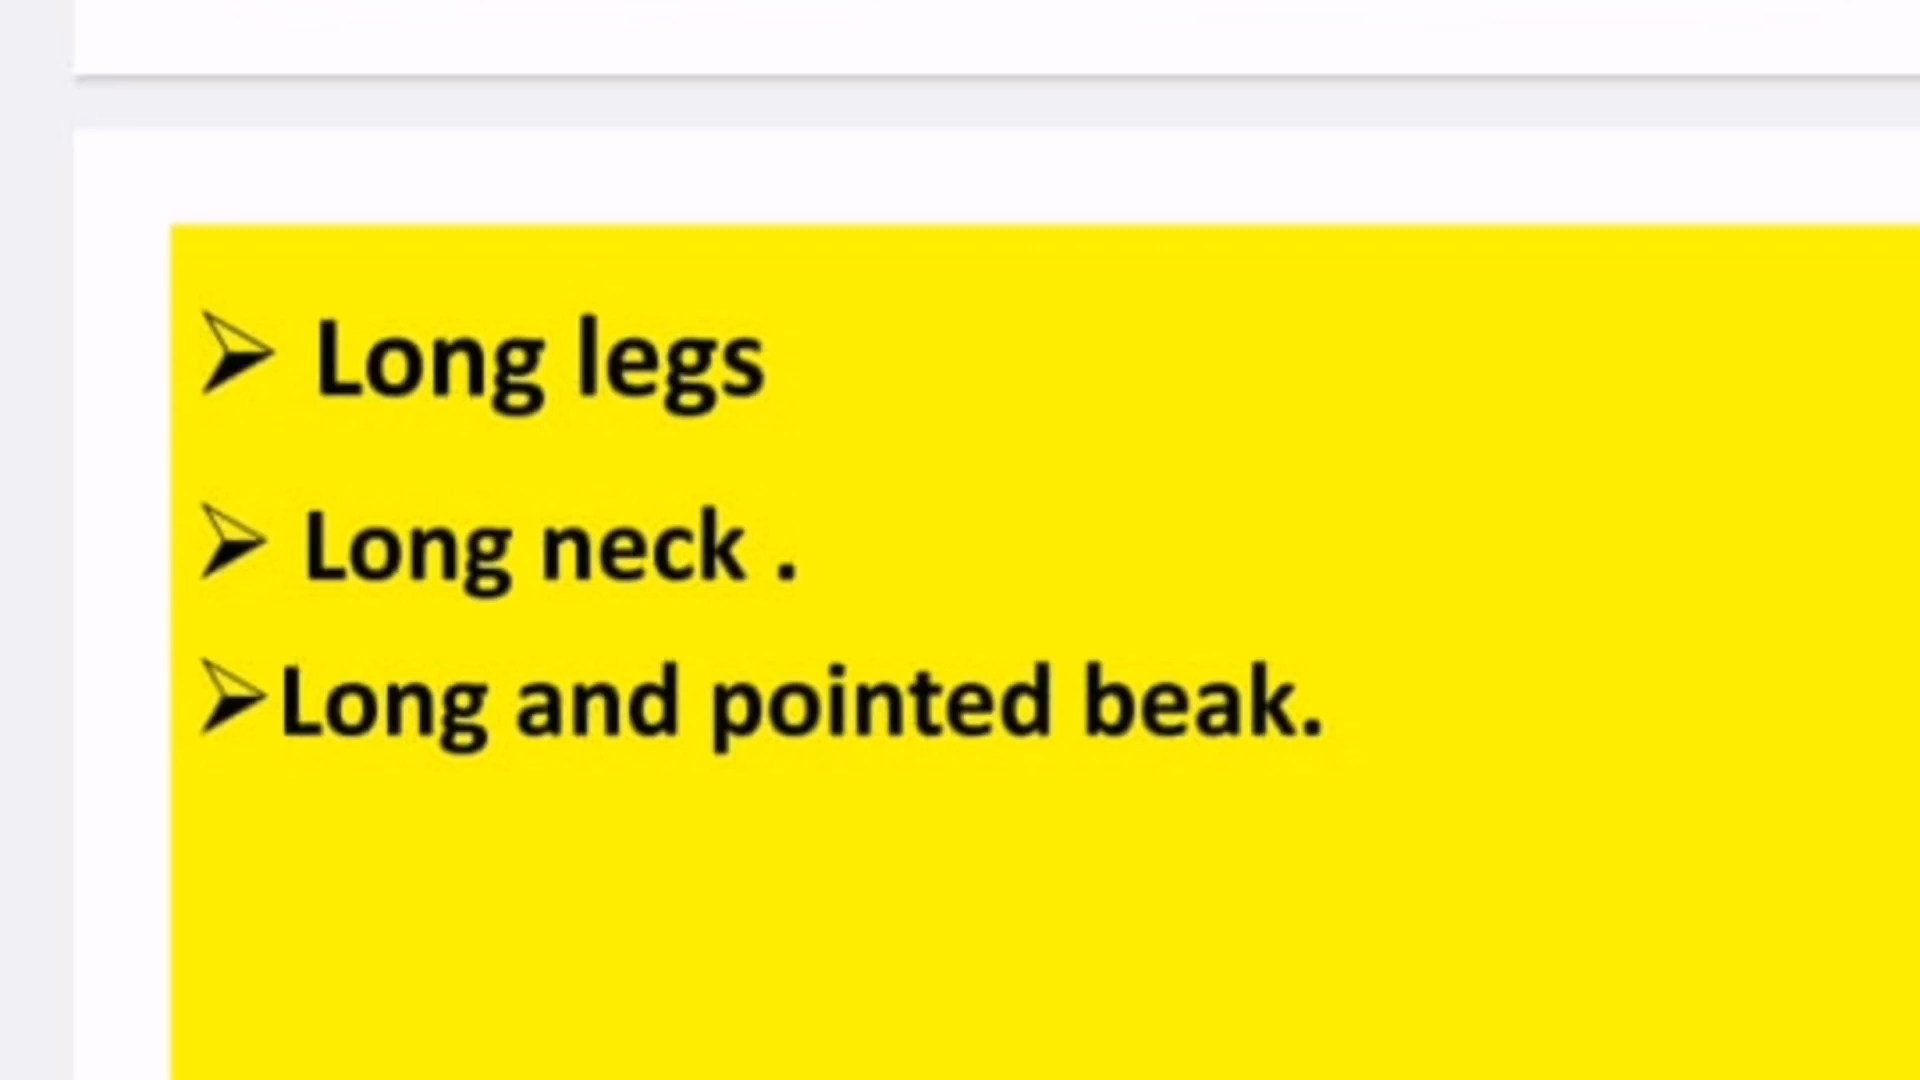 ➢ Long legs
➢ Long neck .
➢Long and pointed beak.